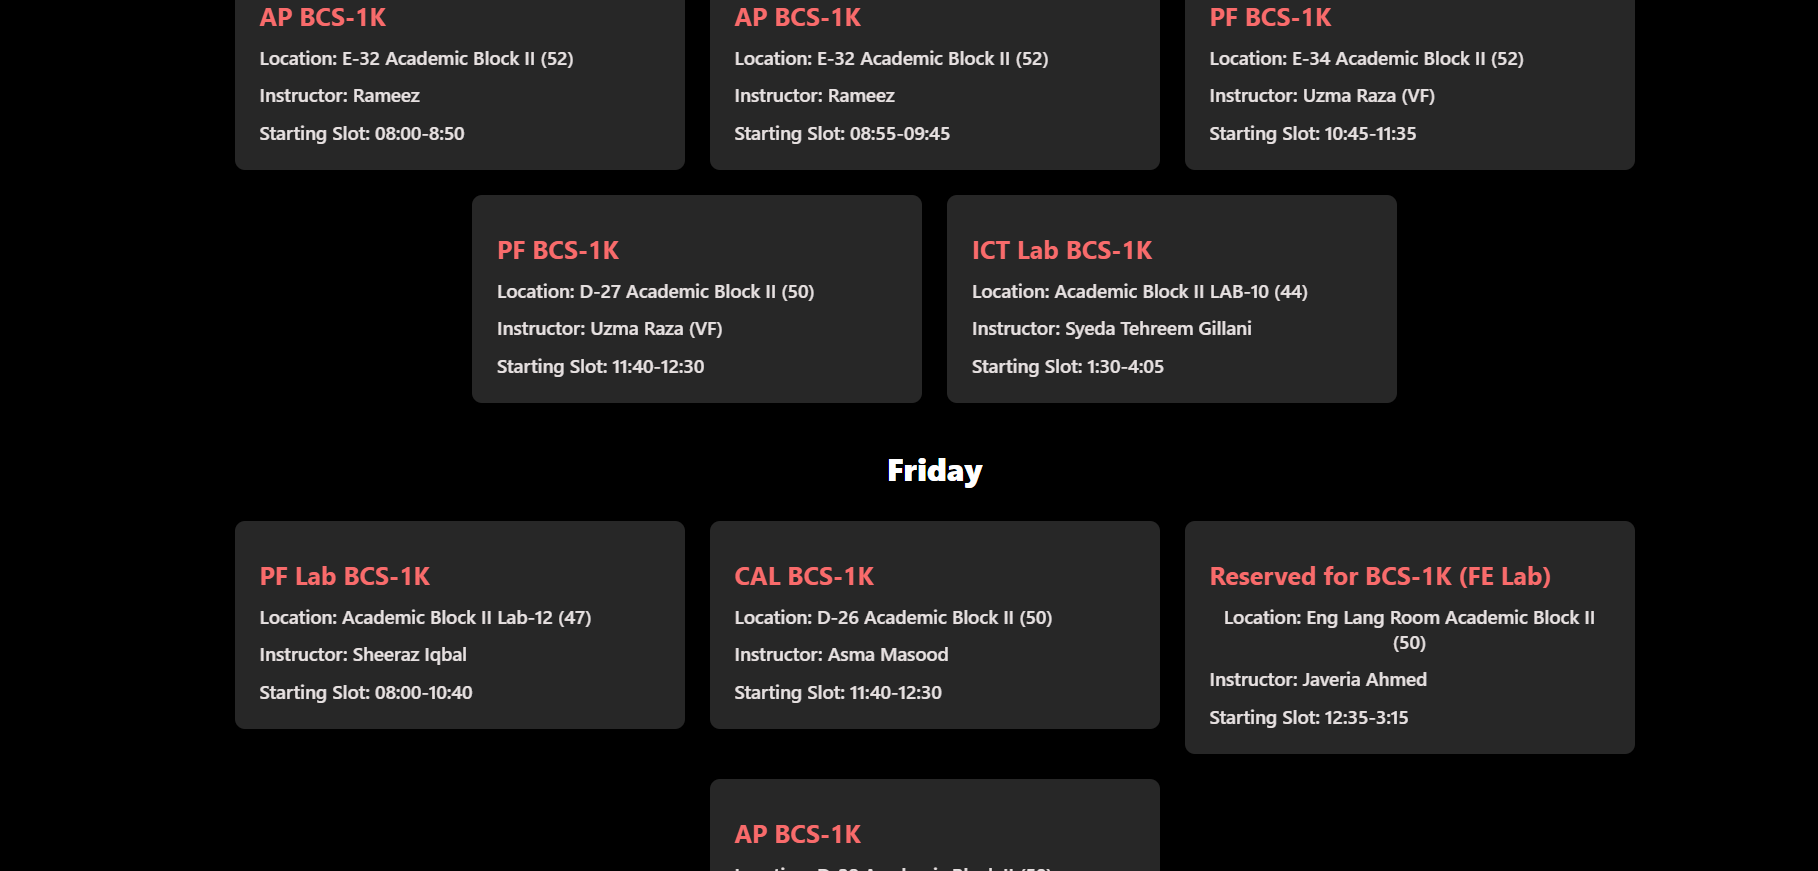 AP BCS-1K
Location: E-32 Academic Block II (52)
Instructor: Rameez
Starting Slot: 08:00-8:50
AP BCS-1K
Location: E-32 Academic Block II (52)
Instructor: Rameez
Starting Slot: 08:55-09:45
PF BCS-1K
Location: E-34 Academic Block II (52)
Instructor: Uzma Raza (VF)
Starting Slot: 10:45-11:35
PF BCS-1K
Location: D-27 Academic Block II (50)
Instructor: Uzma Raza (VF)
Starting Slot: 11:40-12:30
ICT Lab BCS-1K
Location: Academic Block II LAB-10 (44)
Instructor: Syeda Tehreem Gillani
Starting Slot: 1:30-4:05
Friday
PF Lab BCS-1K
Location: Academic Block II Lab-12 (47)
Instructor: Sheeraz Iqbal
Starting Slot: 08:00-10:40
CAL BCS-1K
Location: D-26 Academic Block II (50)
Instructor: Asma Masood
Starting Slot: 11:40-12:30
Reserved for BCS-1K (FE Lab)
Location: Eng Lang Room Academic Block II
(50)
Instructor: Javeria Ahmed
Starting Slot: 12:35-3:15
AP BCS-1K